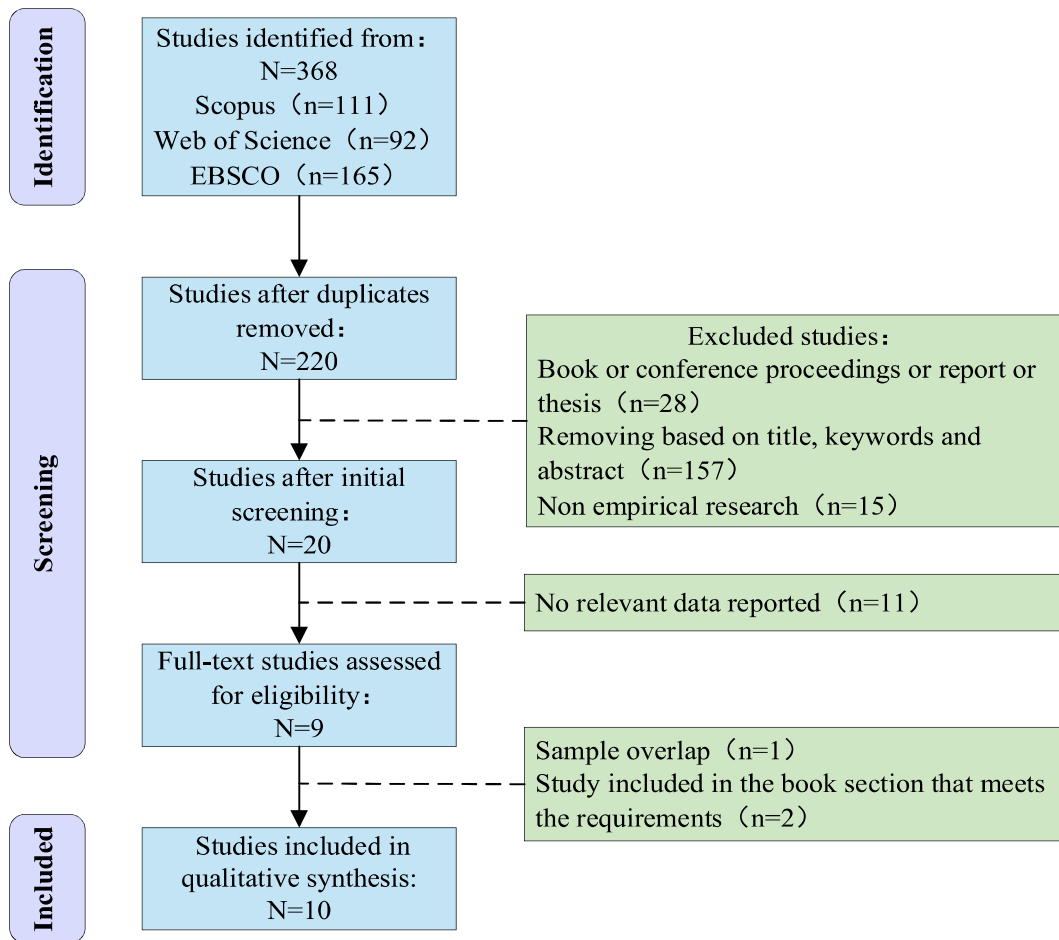 Identification
Studies identified from：
N=368
Scopus（n=111）
Web of Science（n=92）
EBSCO（n=165）
Screening
Studies after duplicates
removed：
N=220
Excluded studies：
Book or conference proceedings or report or
thesis（n=28）
Removing based on title, keywords and
abstract（n=157）
Non empirical research（n=15）
Studies after initial
screening：
N=20
No relevant data reported（n=11）
Full-text studies assessed
for eligibility：
N=9
Sample overlap（n=1）
Study included in the book section that meets
the requirements（n=2）
Included
Studies included in
qualitative synthesis:
N=10